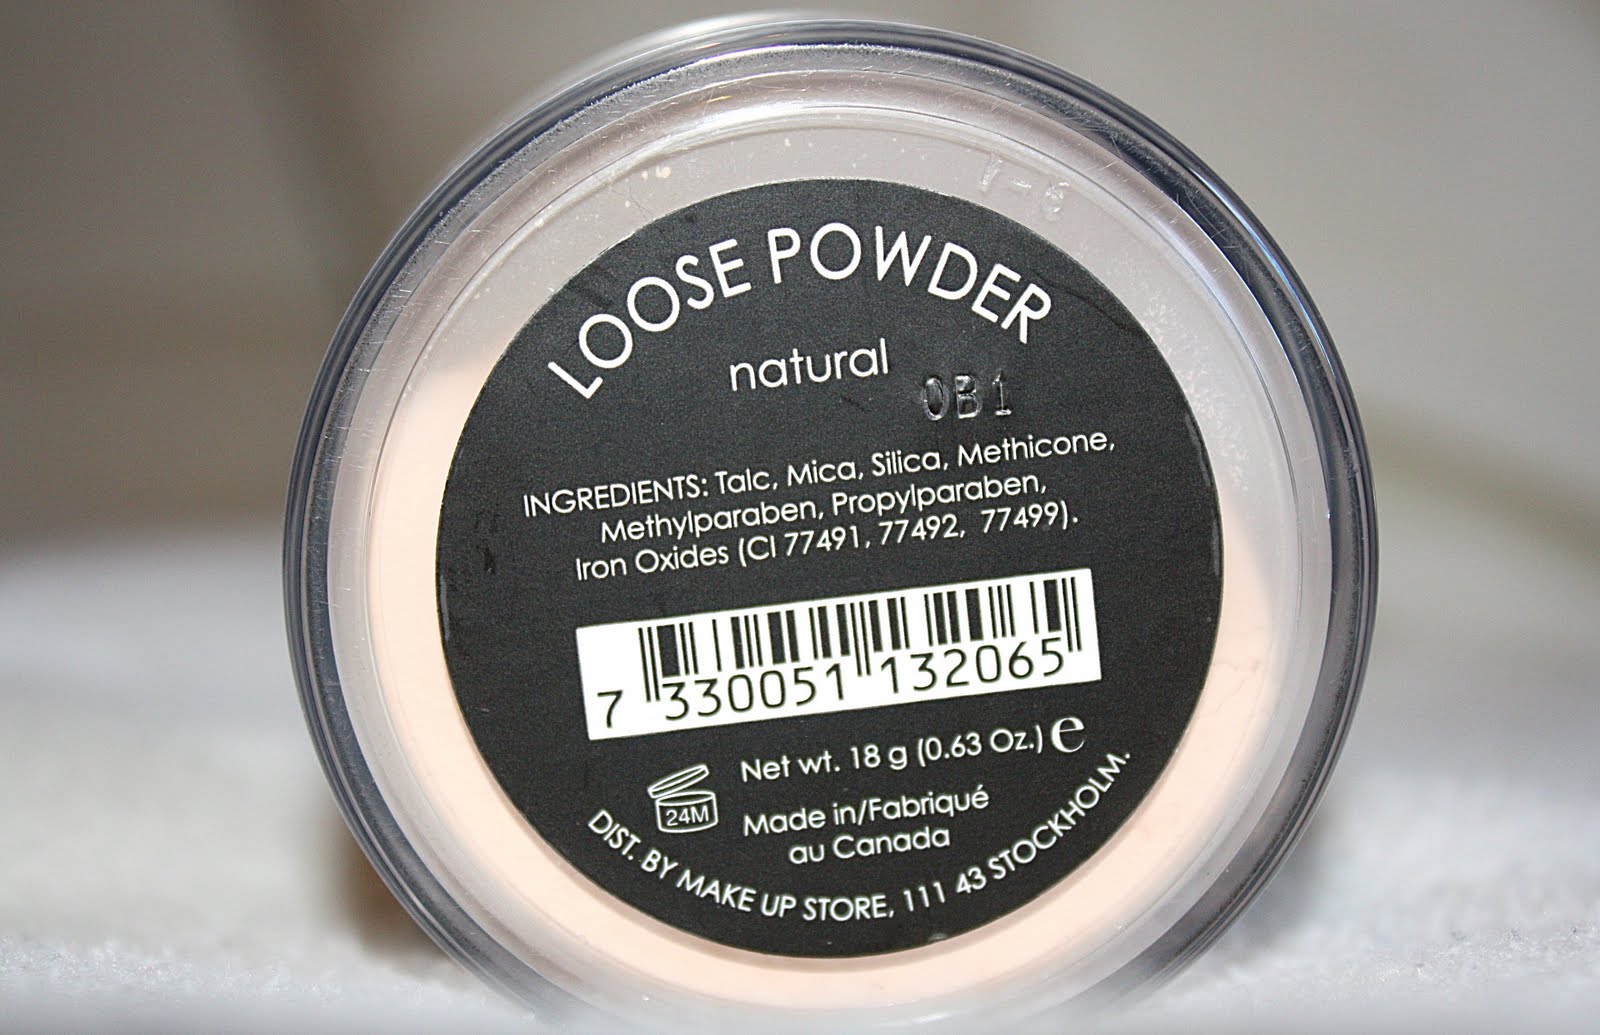 LOOSE POWDER
natural
0B1
INGREDIENTS: Talc, Mica, Silica, Methicone,
Methylparaben, Propylparaben,
Iron Oxides (CI 77491, 77492, 77499).
7 330051 132065
Net wt. 18 g (0.63 Oz.) e
24M
Made in/Fabriqué
au Canada
DIST. BY MAKE UP STORE, 111 43 STOCKHOLM.